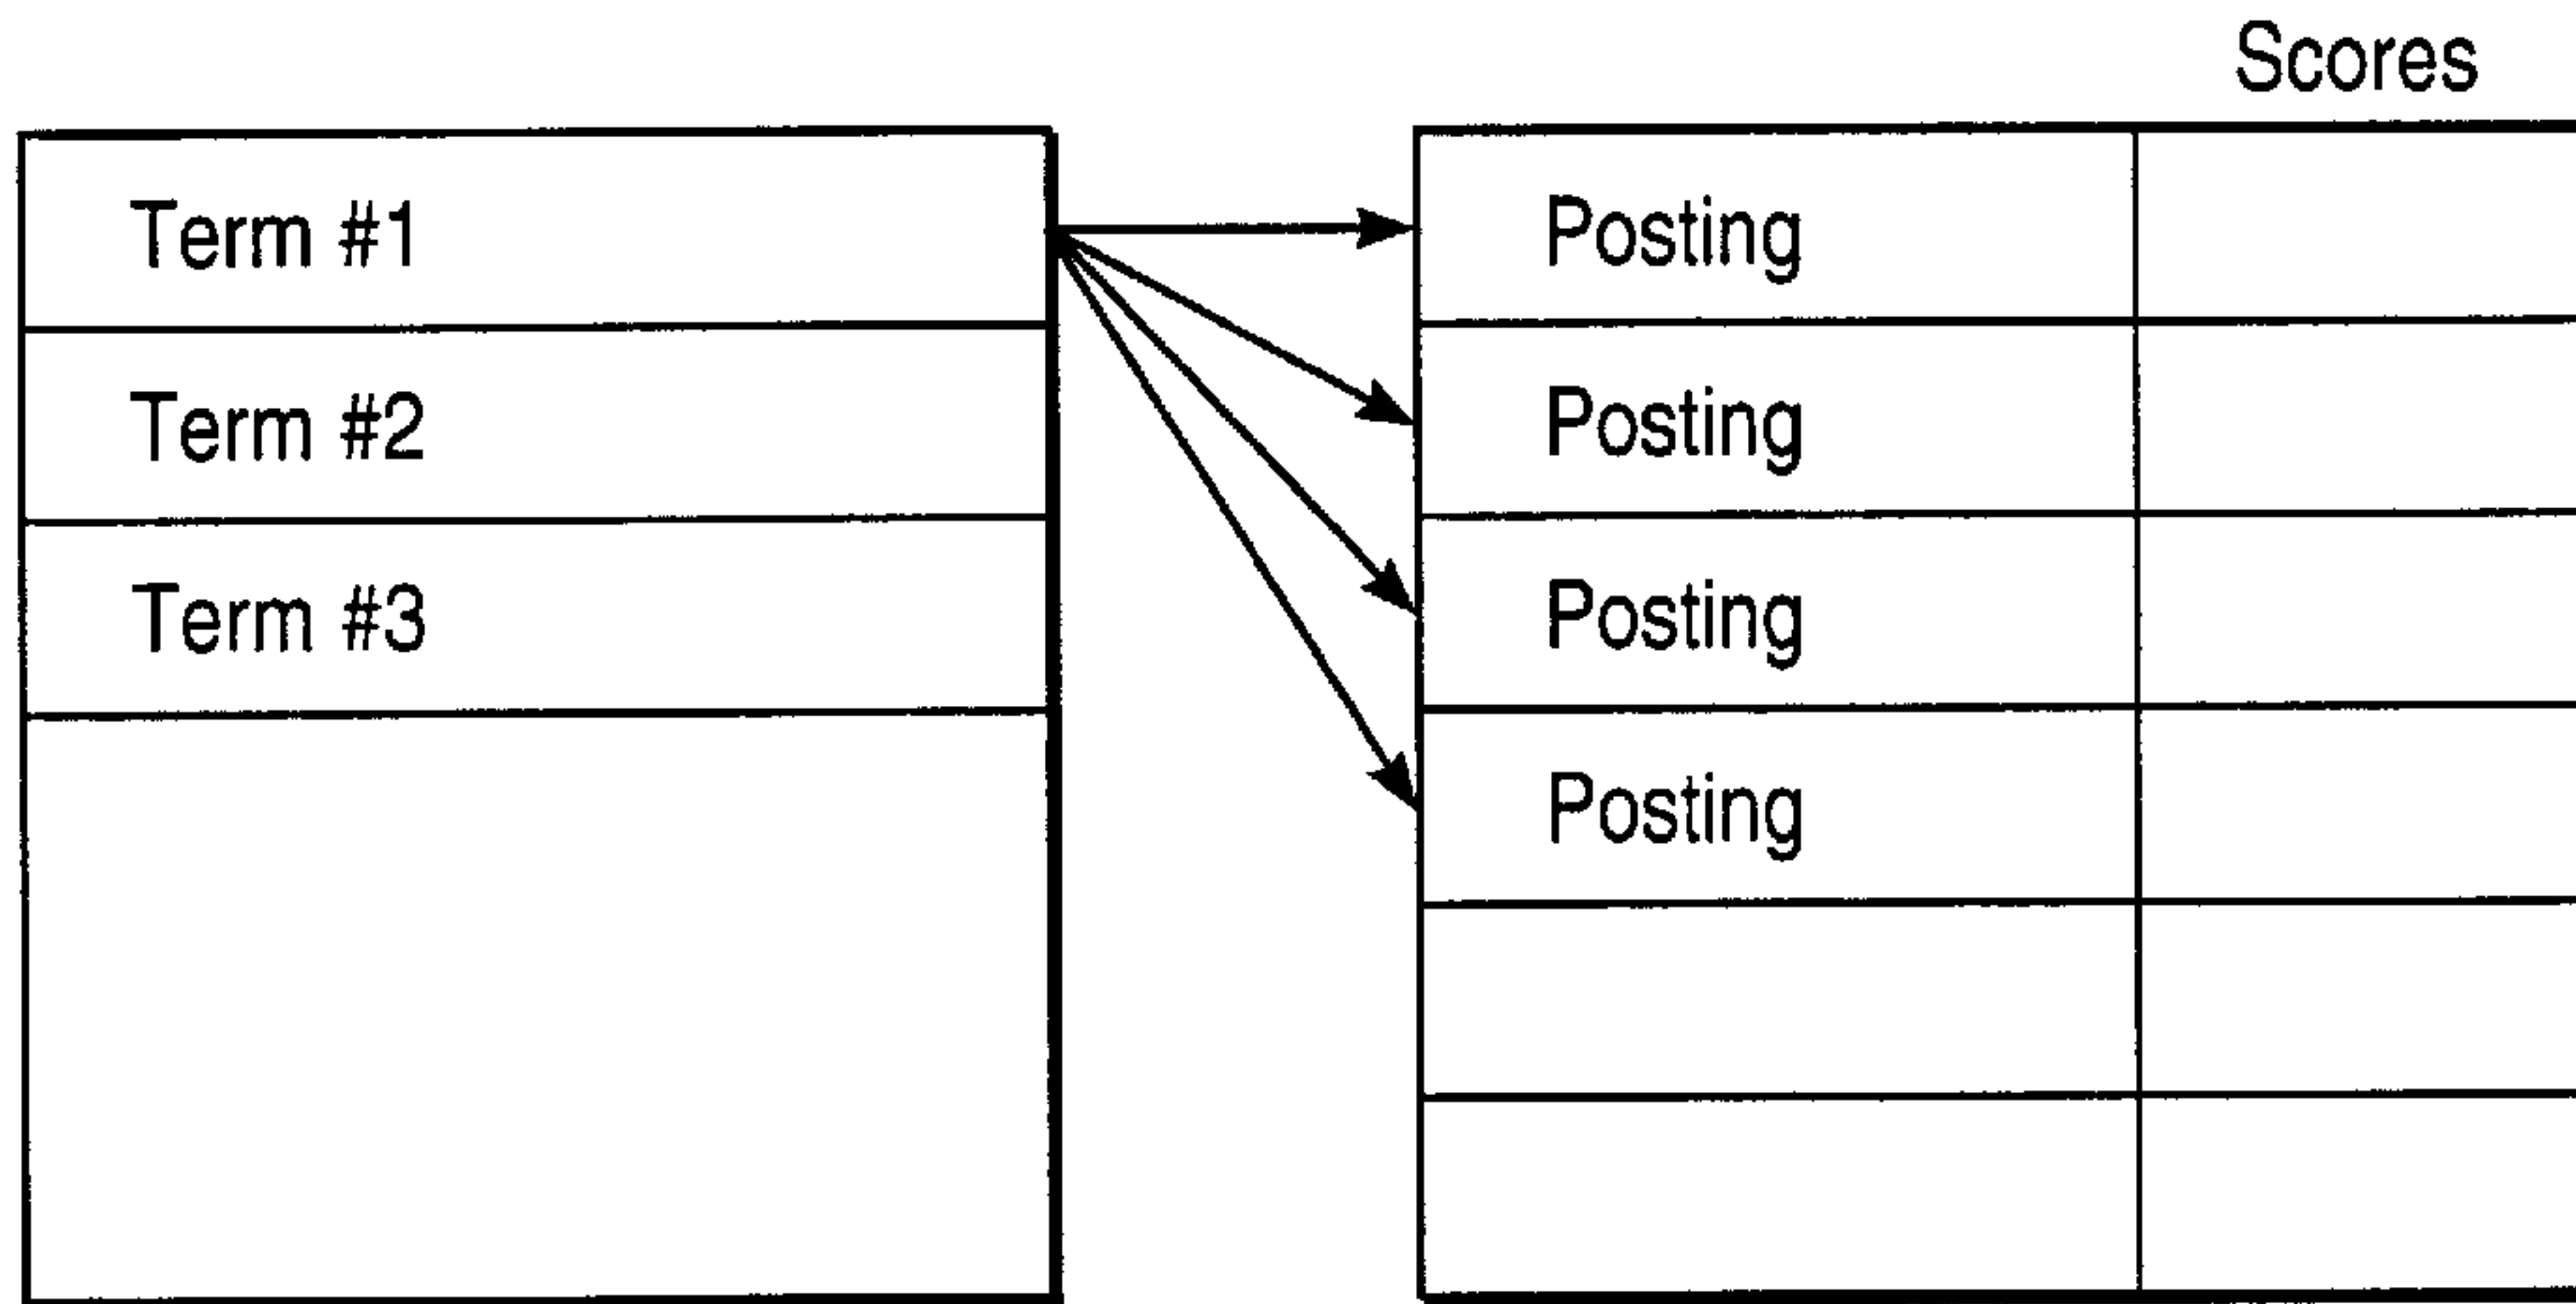 Scores
Term #1
Posting
Term #2
Posting
Term #3
Posting
Posting